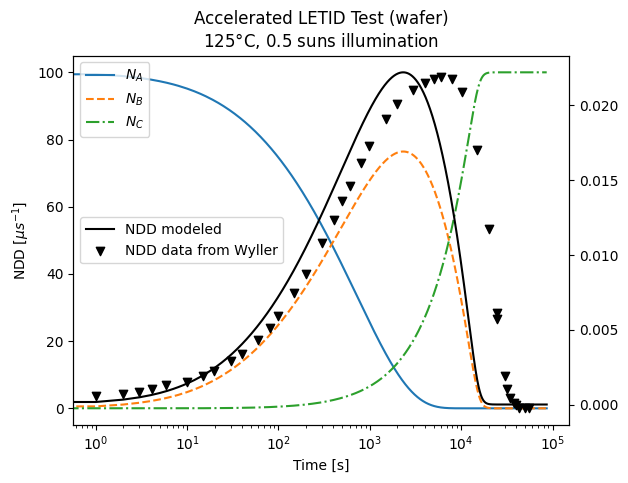 Accelerated LETID Test (wafer)
125°C, 0.5 suns illumination
NDD [μs⁻¹]
100
80
60
40
20
0
N_A
N_B
N_C
NDD modeled
NDD data from Wyller
0.020
0.015
0.010
0.005
0.000
10⁰
10¹
10²
10³
10⁴
10⁵
Time [s]